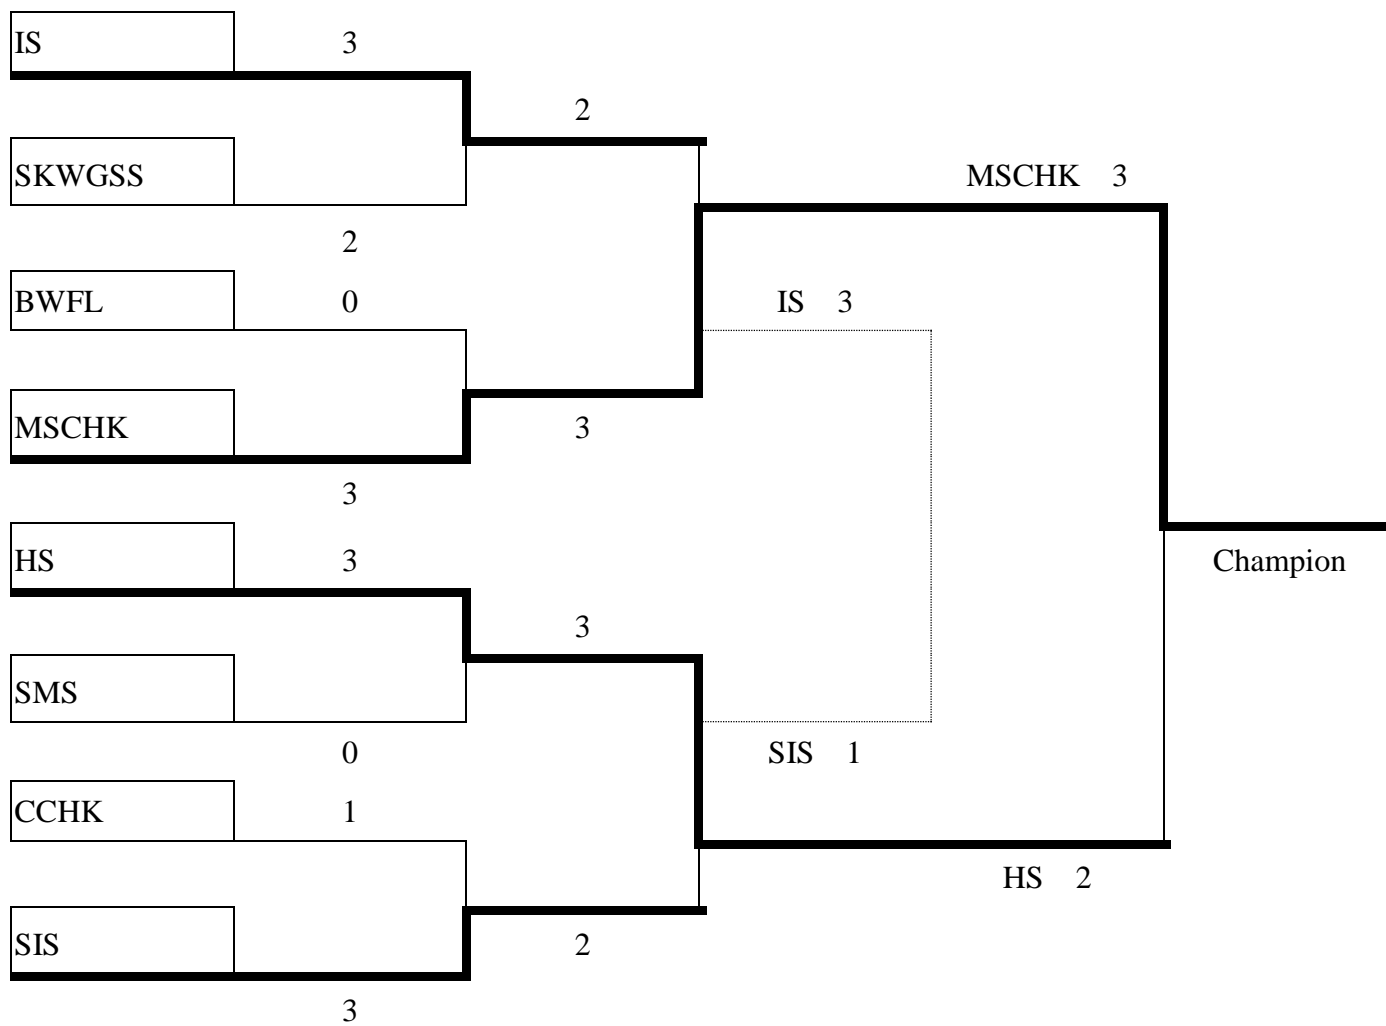 IS 3
2
SKWGSS
MSCHK 3
2
BWFL 0
IS 3
MSCHK
3
3
HS 3
Champion
3
SMS
0
SIS 1
CCHK 1
HS 2
SIS
2
3